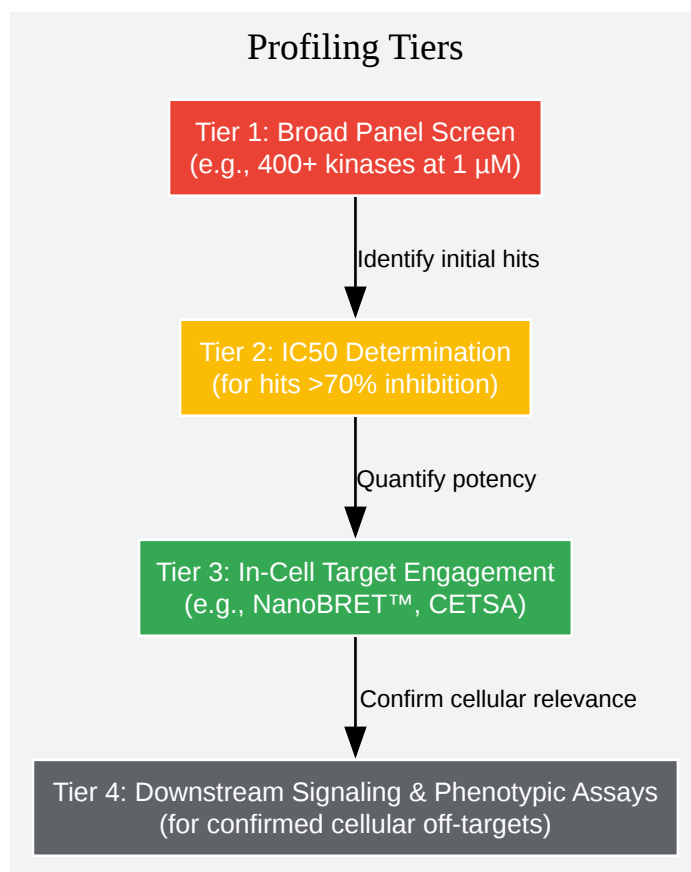 Profiling Tiers
Tier 1: Broad Panel Screen
(e.g., 400+ kinases at 1 µM)
Identify initial hits
Tier 2: IC50 Determination
(for hits >70% inhibition)
Quantify potency
Tier 3: In-Cell Target Engagement
(e.g., NanoBRET™, CETSA)
Confirm cellular relevance
Tier 4: Downstream Signaling & Phenotypic Assays
(for confirmed cellular off-targets)